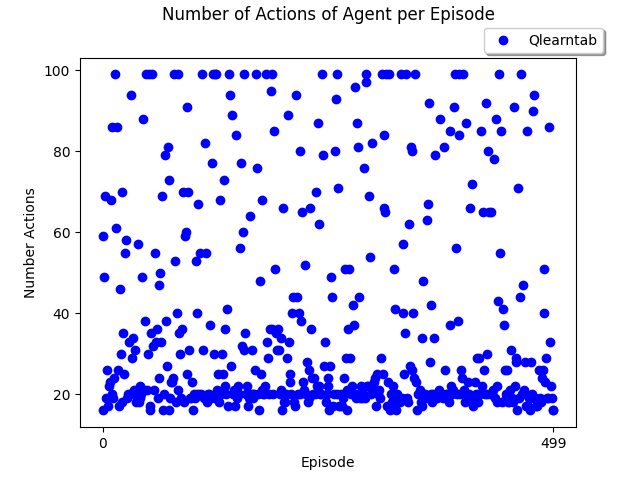 Number of Actions of Agent per Episode
Qlearntab
100
80
60
40
20
Number Actions
0
499
Episode